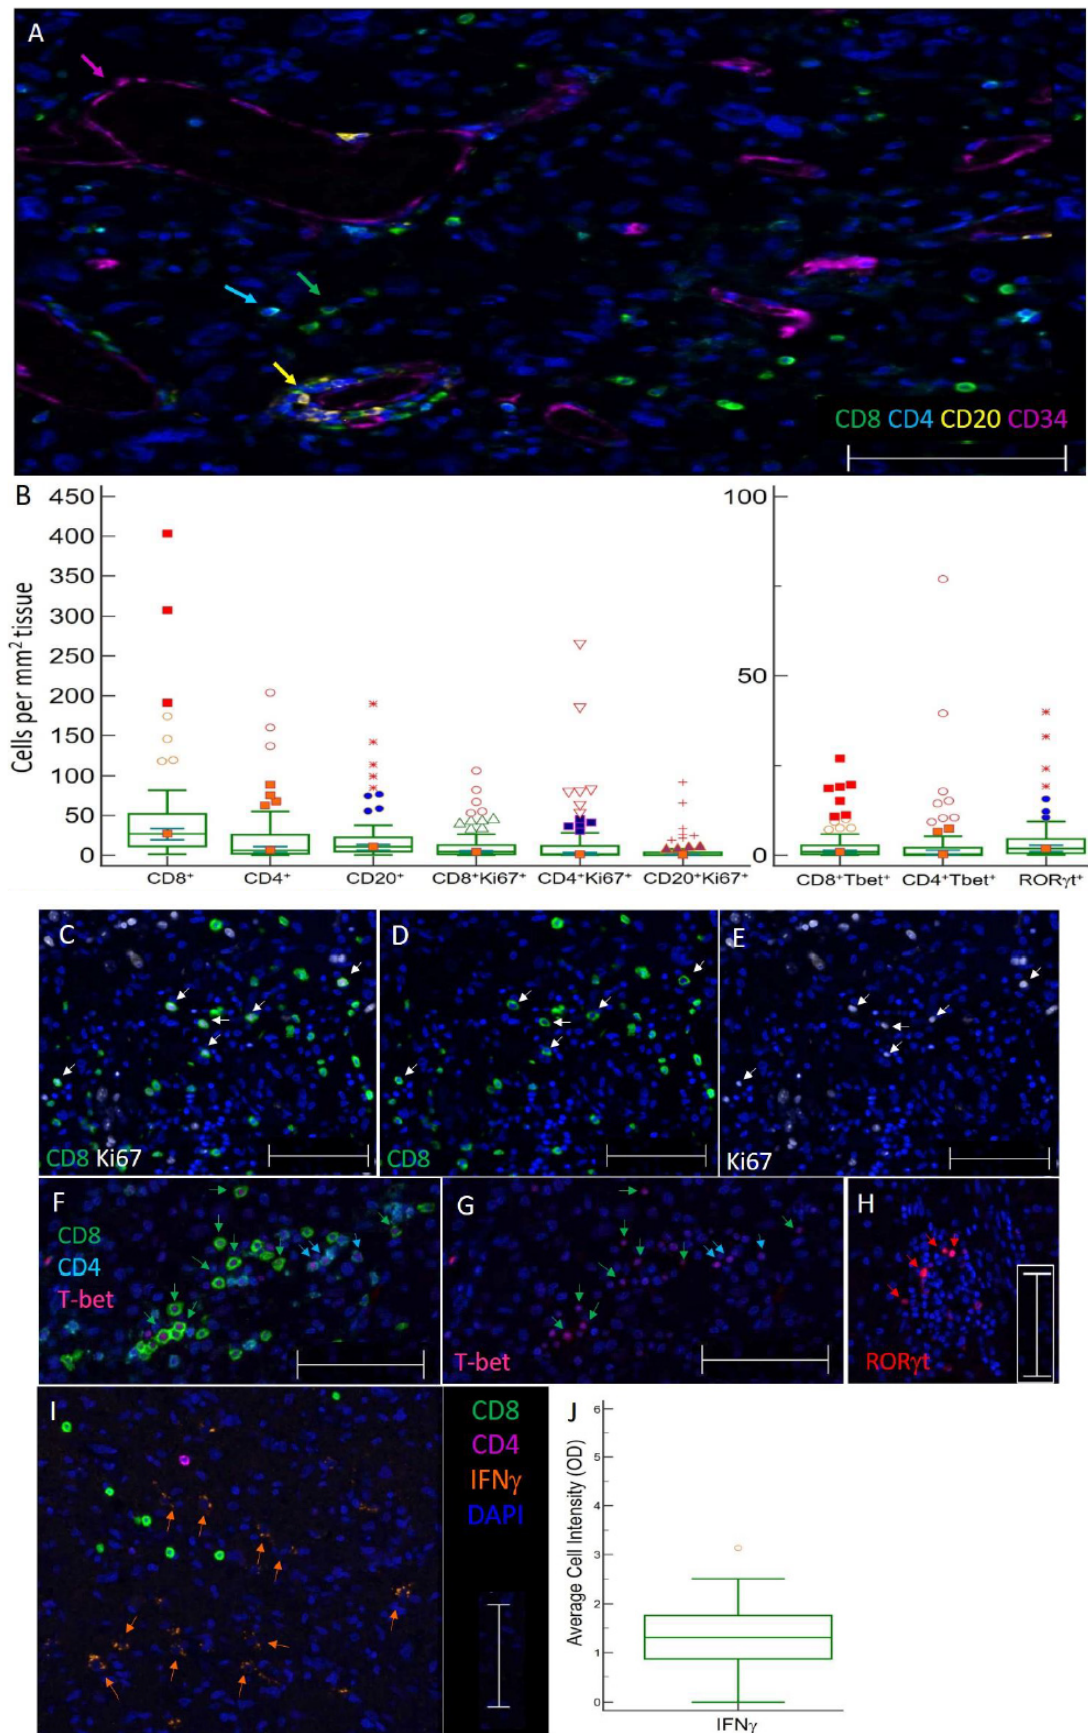 A
CD8 CD4 CD20 CD34
B
Cells per mm² tissue
450
400
350
300
250
200
150
100
50
0
CD8⁺ CD4⁺ CD20⁺ CD8⁺Ki67⁺ CD4⁺Ki67⁺ CD20⁺Ki67⁺
100
50
0
CD8⁺Tbet⁺ CD4⁺Tbet⁺ RORγt⁺
C
CD8 Ki67
D
CD8
E
Ki67
F
CD8
CD4
T-bet
G
T-bet
H
RORγt
I
CD8
CD4
IFNγ
DAPI
J
Average Cell Intensity (OD)
6
5
4
3
2
1
0
IFNγ